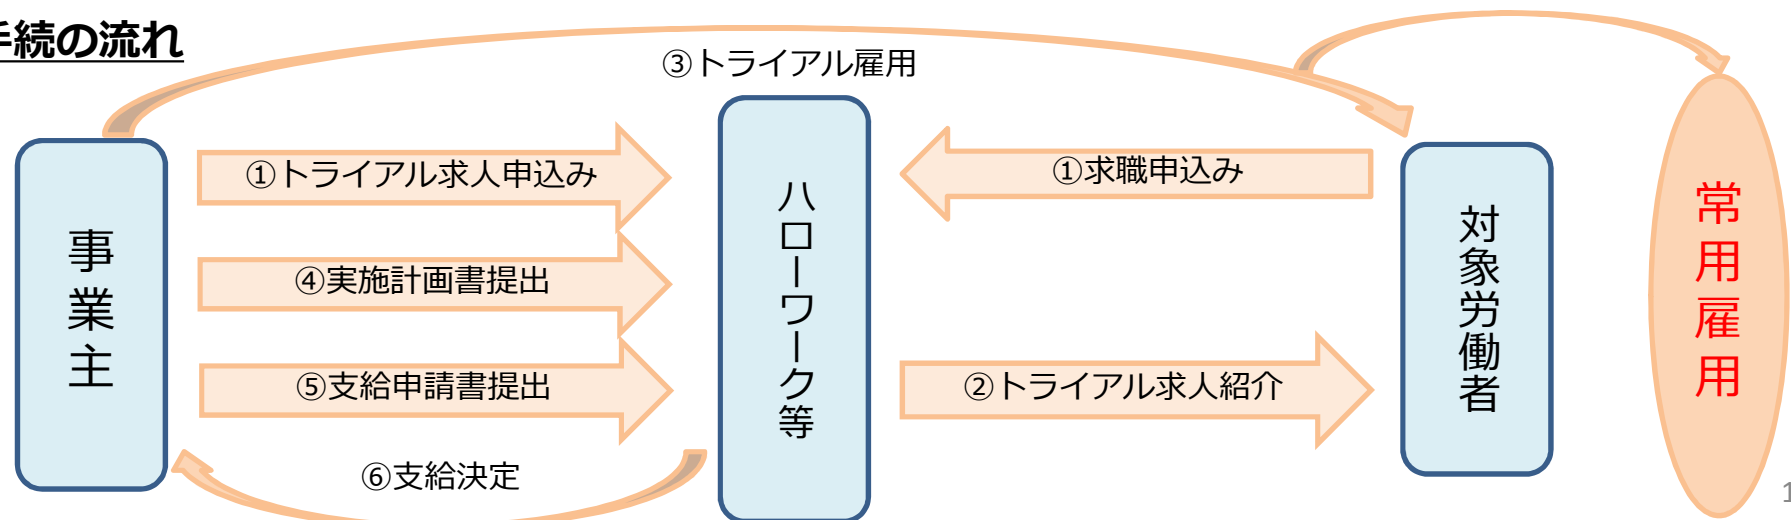 手続の流れ
③トライアル雇用
①トライアル求人申込み
①求職申込み
事業主
ハローワーク等
対象労働者
常用雇用
④実施計画書提出
⑤支給申請書提出
②トライアル求人紹介
⑥支給決定
1